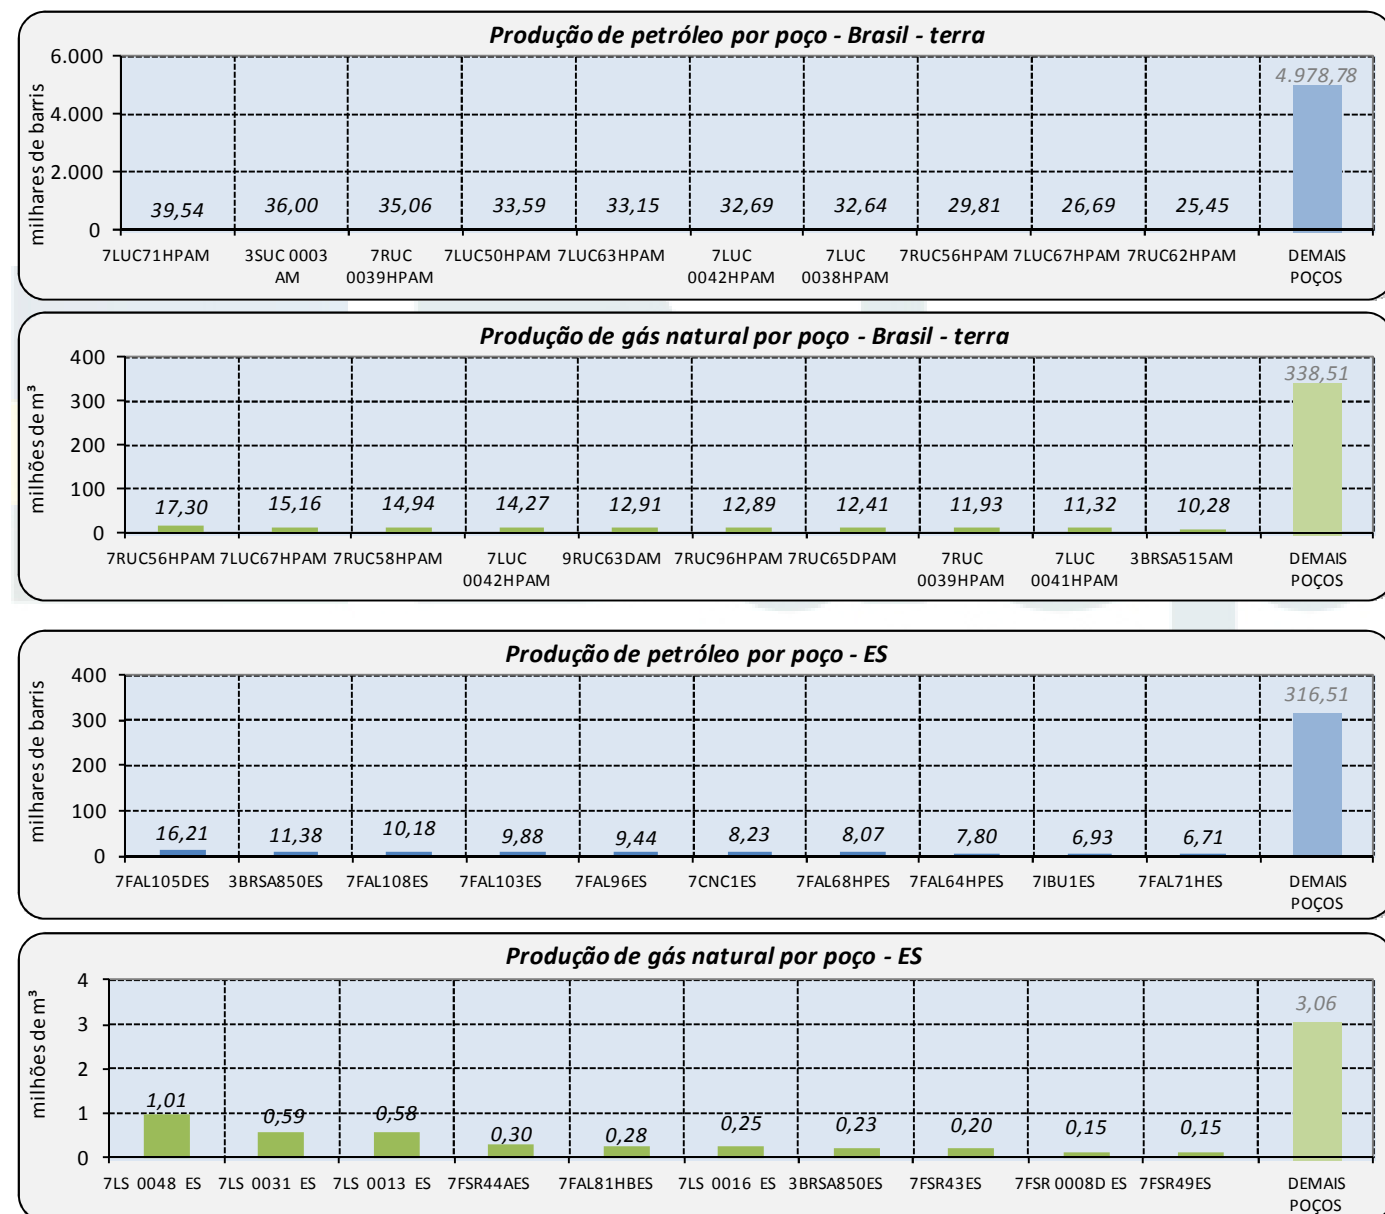 Produção de petróleo por poço - Brasil - terra
milhares de barris
6.000
4.000
2.000
0
39,54
36,00
35,06
33,59
33,15
32,69
32,64
29,81
26,69
25,45
4.978,78
7LUC71HPAM
3SUC 0003 AM
7RUC 0039HPAM
7LUC50HPAM
7LUC63HPAM
7LUC 0042HPAM
7LUC 0038HPAM
7RUC56HPAM
7LUC67HPAM
7RUC62HPAM
DEMAIS POÇOS
Produção de gás natural por poço - Brasil - terra
milhões de m³
400
300
200
100
0
17,30
15,16
14,94
14,27
12,91
12,89
12,41
11,93
11,32
10,28
338,51
7RUC56HPAM
7LUC67HPAM
7RUC58HPAM
7LUC 0042HPAM
9RUC63DAM
7RUC96HPAM
7RUC65DPAM
7RUC 0039HPAM
7LUC 0041HPAM
3BRSA515AM
DEMAIS POÇOS
Produção de petróleo por poço - ES
milhares de barris
400
300
200
100
0
16,21
11,38
10,18
9,88
9,44
8,23
8,07
7,80
6,93
6,71
316,51
7FAL105DES
3BRSA850ES
7FAL108ES
7FAL103ES
7FAL96ES
7CNC1ES
7FAL68HPES
7FAL64HPES
7IBU1ES
7FAL71HES
DEMAIS POÇOS
Produção de gás natural por poço - ES
milhões de m³
4
3
2
1
0
1,01
0,59
0,58
0,30
0,28
0,25
0,23
0,20
0,15
0,15
3,06
7LS 0048 ES
7LS 0031 ES
7LS 0013 ES
7FSR44AES
7FAL81HBES
7LS 0016 ES
3BRSA850ES
7FSR43ES
7FSR 0008D ES
7FSR49ES
DEMAIS POÇOS